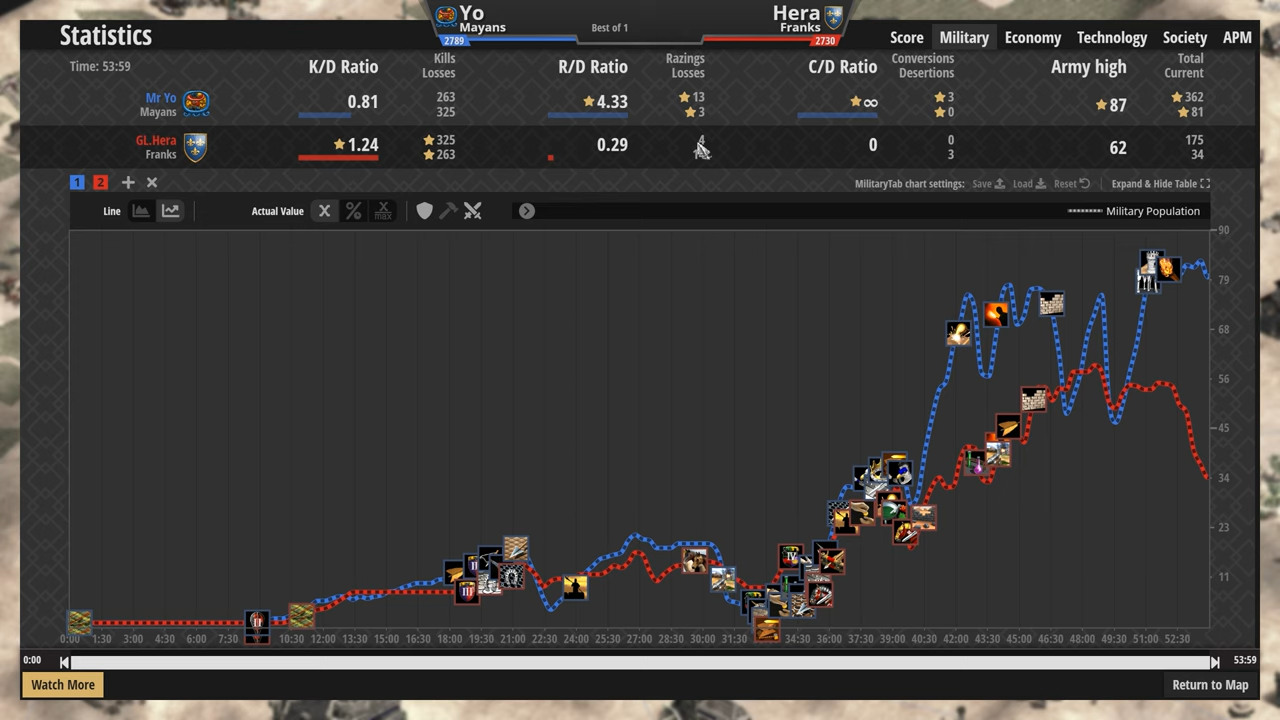 Yo
Mayans
2789
Best of 1
Hera
Franks
2730
Statistics
Score Military Economy Technology Society APM
Time: 53:59
K/D Ratio
Kills
Losses
R/D Ratio
Razings
Losses
C/D Ratio
Conversions
Desertions
Army high
Total
Current
Mr Yo
Mayans
0.81
263
325
4.33
13
3
∞
3
0
87
362
81
GL.Hera
Franks
1.24
325
263
0.29
4
0
0
3
62
175
34
1 2
MilitaryTab chart settings: Save Load Reset
Expand & Hide Table
Line
Actual Value X % X max
Military Population
90
79
68
56
45
34
23
11
II
II
III
IV
0:00 1:30 3:00 4:30 6:00 7:30 10:30 12:00 13:30 15:00 16:30 18:00 19:30 21:00 22:30 24:00 25:30 27:00 28:30 30:00 31:30 34:30 36:00 37:30 39:00 40:30 42:00 43:30 45:00 46:30 48:00 49:30 51:00 52:30
0:00
53:59
Watch More
Return to Map